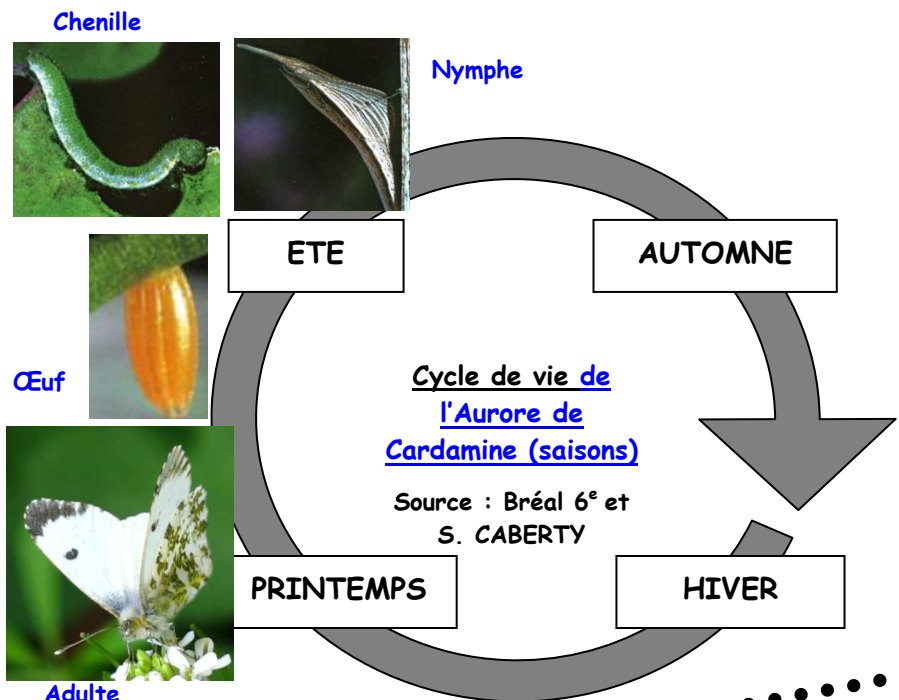 Chenille
Nymphe
ETE
AUTOMNE
Œuf
Cycle de vie de
l'Aurore de
Cardamine (saisons)
Source : Bréal 6e et
S. CABERTY
PRINTEMPS
HIVER
Adulte